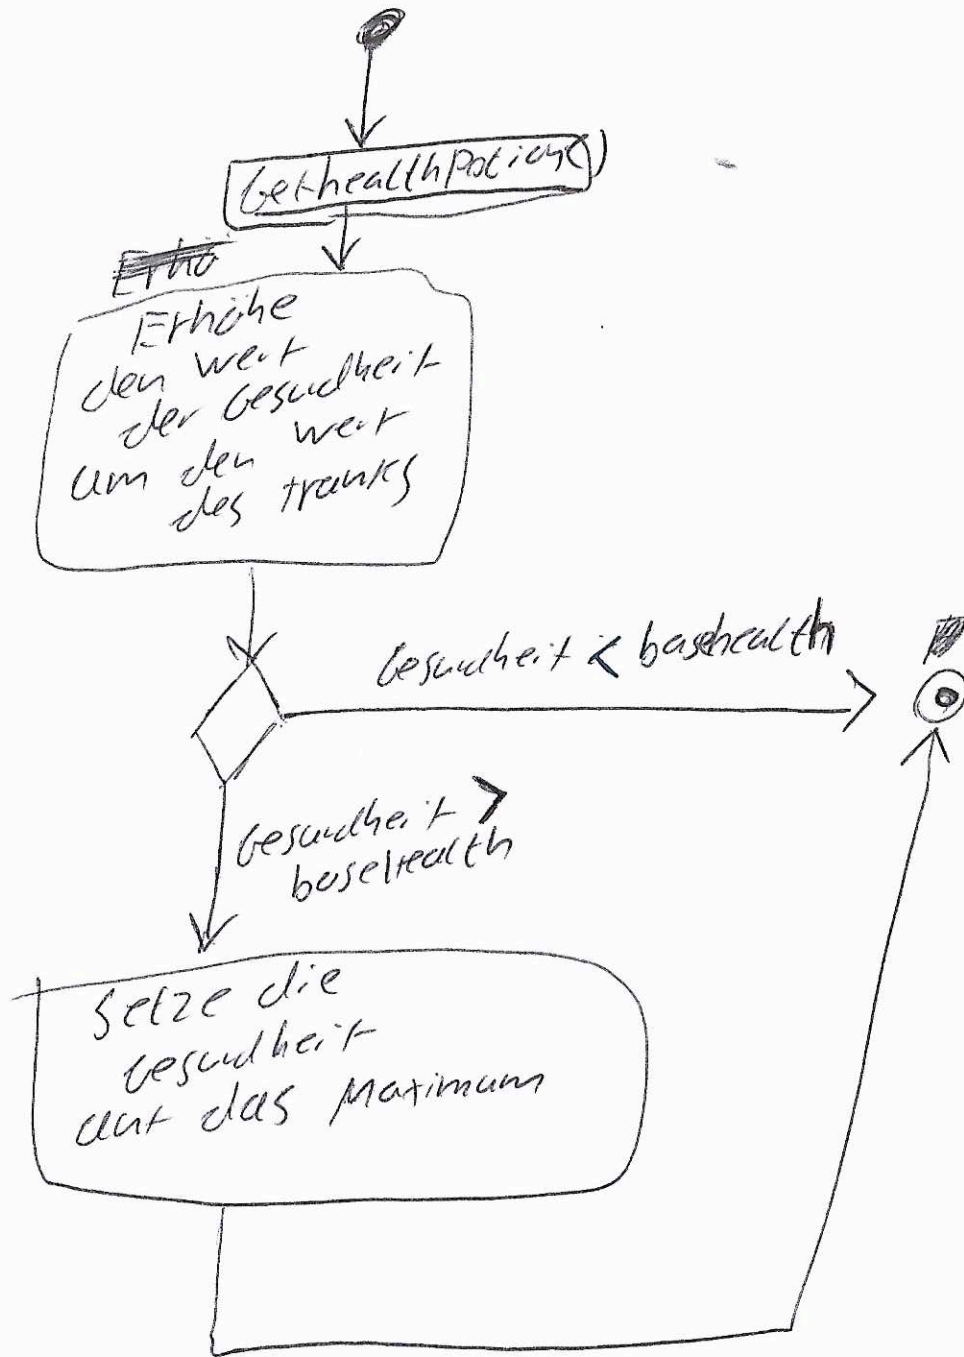 GethealthPotion()
Erhö
Erhöhe
den wert
der Gesundheit
um den wert
des tranks
Gesundheit < basehealth
Gesundheit >
basehealth
Setze die
Gesundheit
auf das Maximum